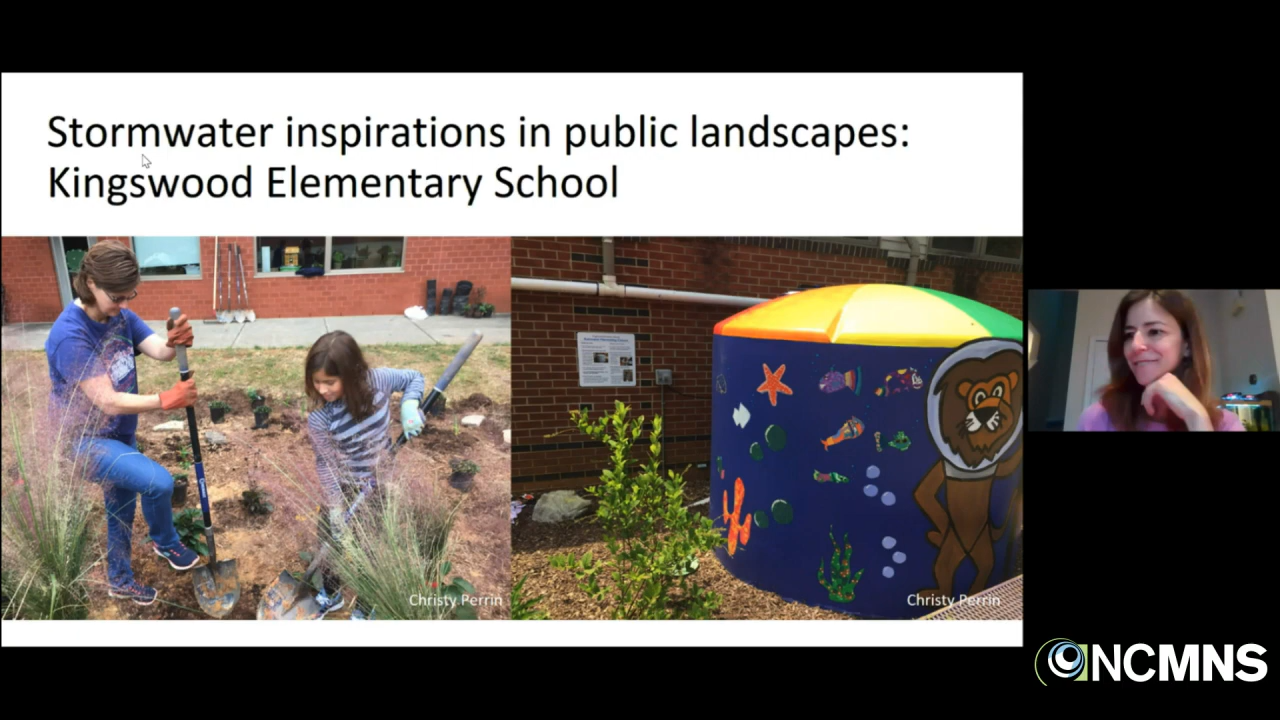 Stormwater inspirations in public landscapes:
Kingswood Elementary School
Christy Perrin
Christy Perrin
NCMNS